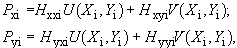 P_{xi} = H_{xxi}U(X_i,Y_i) + H_{xyi}V(X_i,Y_i);
P_{yi} = H_{yxi}U(X_i,Y_i) + H_{yyi}V(X_i,Y_i),